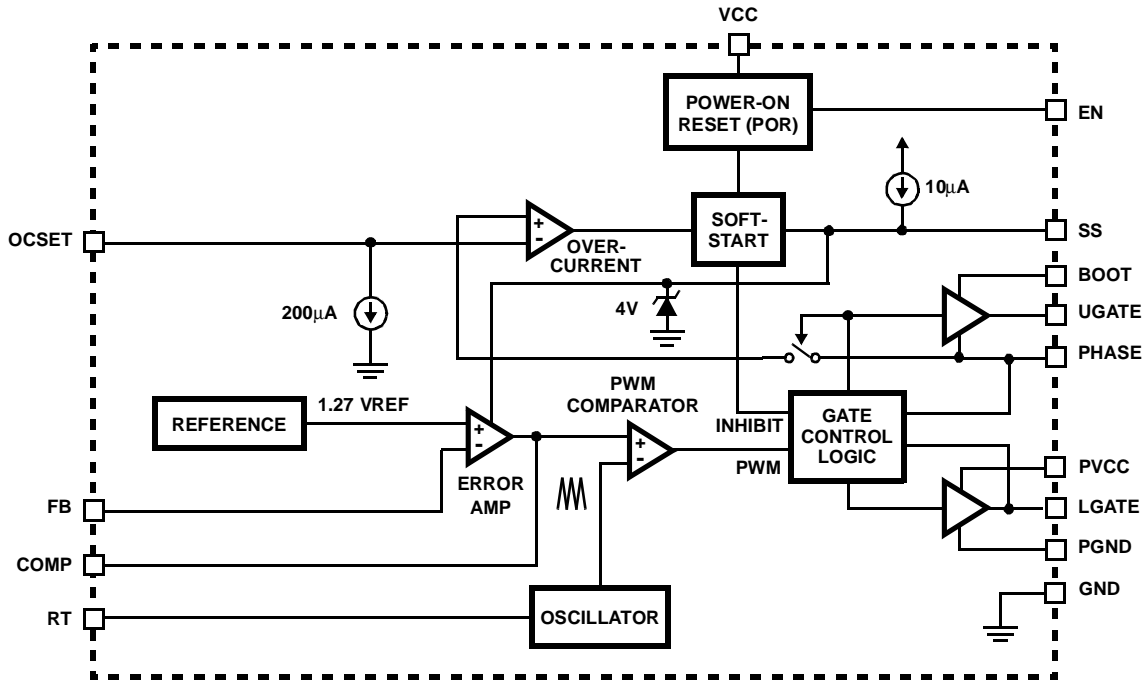 VCC
POWER-ON
RESET (POR)
EN
10µA
SOFT-
START
OCSET
+
-
OVER-
CURRENT
SS
BOOT
200µA
4V
UGATE
PHASE
PWM
COMPARATOR
1.27 VREF
REFERENCE
+
-
+
-
INHIBIT
GATE
CONTROL
LOGIC
PWM
PVCC
ERROR
AMP
FB
LGATE
COMP
PGND
GND
RT
OSCILLATOR